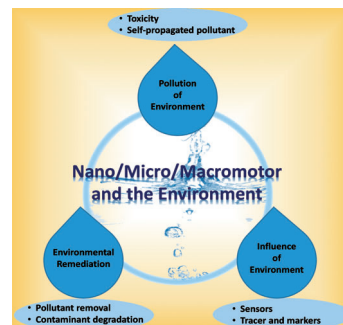 • Toxicity
• Self-propagated pollutant
Pollution
of
Environment
Nano/Micro/Macromotor
and the Environment
Environmental
Remediation
Influence
of
Environment
• Pollutant removal
• Contaminant degradation
• Sensors
• Tracer and markers